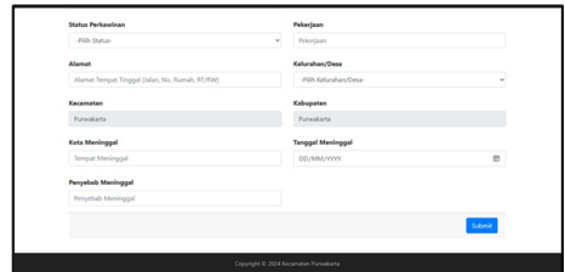 Status Perkawinan Pekerjaan
-Pilih Status- Pekerjaan
Alamat Kelurahan/Desa
Alamat Tempat Tinggal (Jalan, No. Rumah, RT/RW) -Pilih Kelurahan/Desa-
Kecamatan Kabupaten
Purwakarta Purwakarta
Kota Meninggal Tanggal Meninggal
Tempat Meninggal DD/MM/YYYY
Penyebab Meninggal
Penyebab Meninggal
Submit
Copyright © 2024 Kecamatan Purwakarta